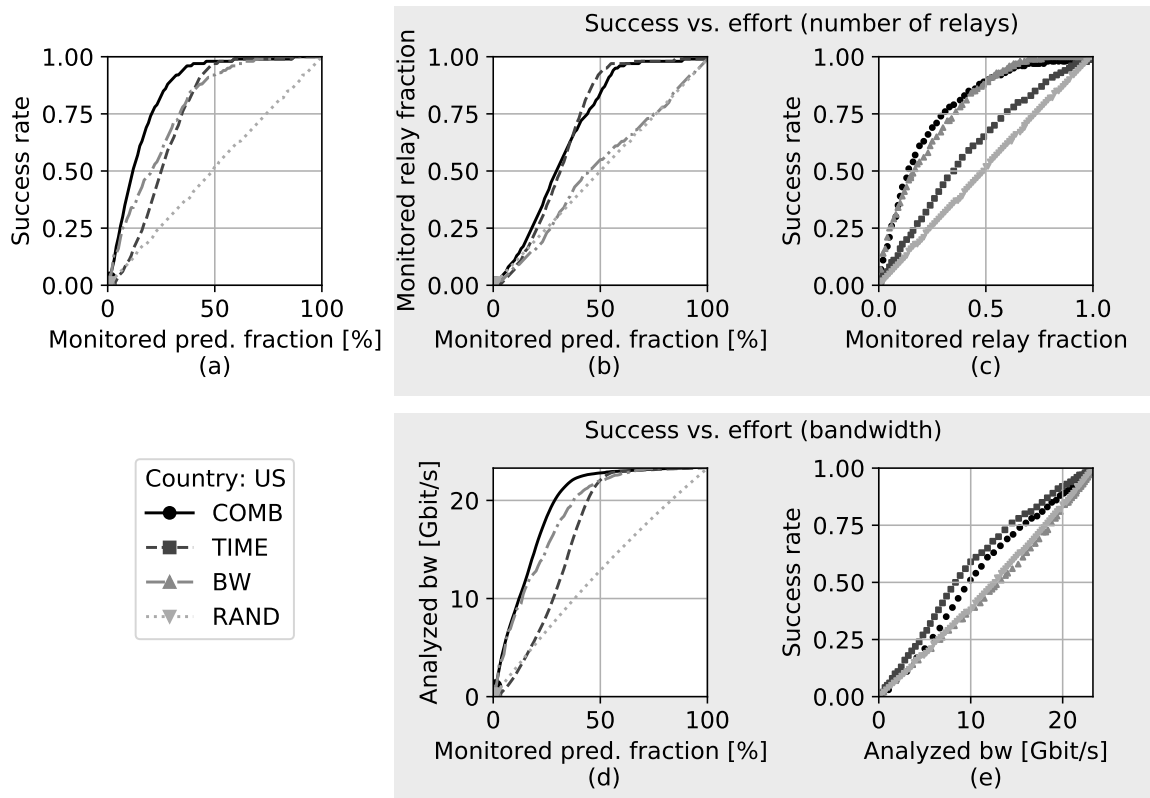 Success vs. effort (number of relays)
1.00
0.75
0.50
0.25
0.00
Success rate
0
50
100
Monitored pred. fraction [%]
(a)
1.00
0.75
0.50
0.25
0.00
Monitored relay fraction
0
50
100
Monitored pred. fraction [%]
(b)
1.00
0.75
0.50
0.25
0.00
Success rate
0.0
0.5
1.0
Monitored relay fraction
(c)
Country: US
COMB
TIME
BW
RAND
Success vs. effort (bandwidth)
20
10
0
Analyzed bw [Gbit/s]
0
50
100
Monitored pred. fraction [%]
(d)
1.00
0.75
0.50
0.25
0.00
Success rate
0
10
20
Analyzed bw [Gbit/s]
(e)